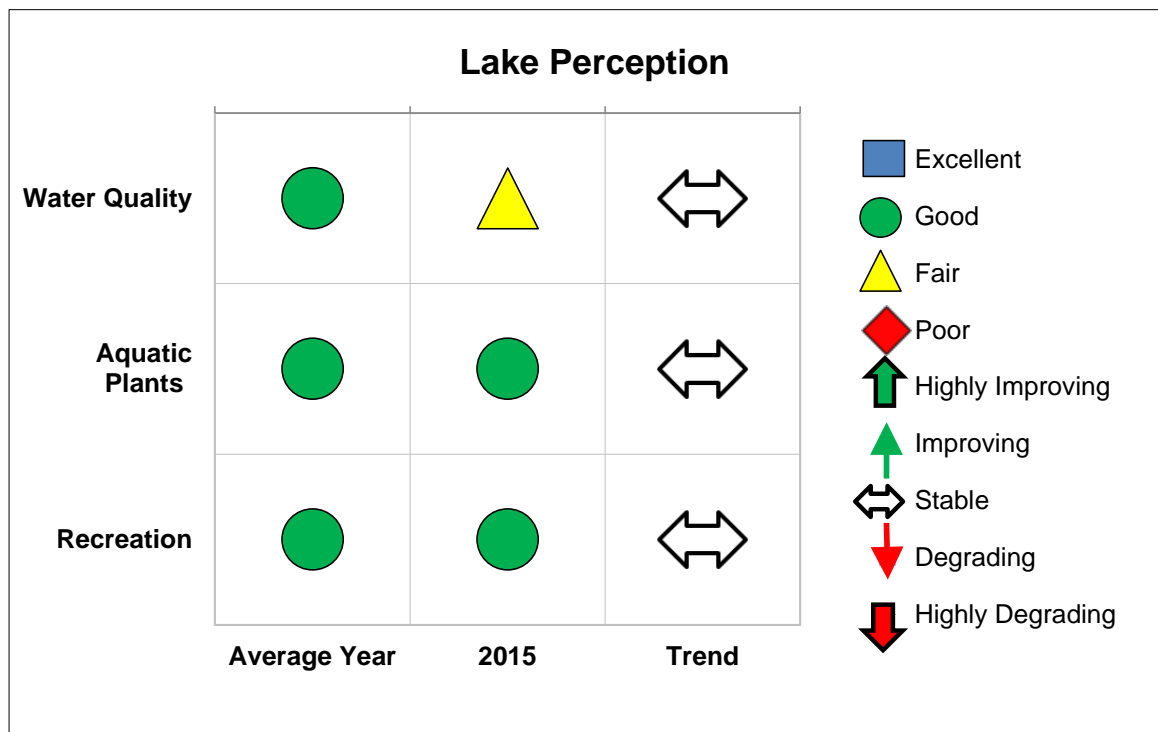 Lake Perception
Water Quality
Aquatic
Plants
Recreation
Average Year
2015
Trend
Excellent
Good
Fair
Poor
Highly Improving
Improving
Stable
Degrading
Highly Degrading